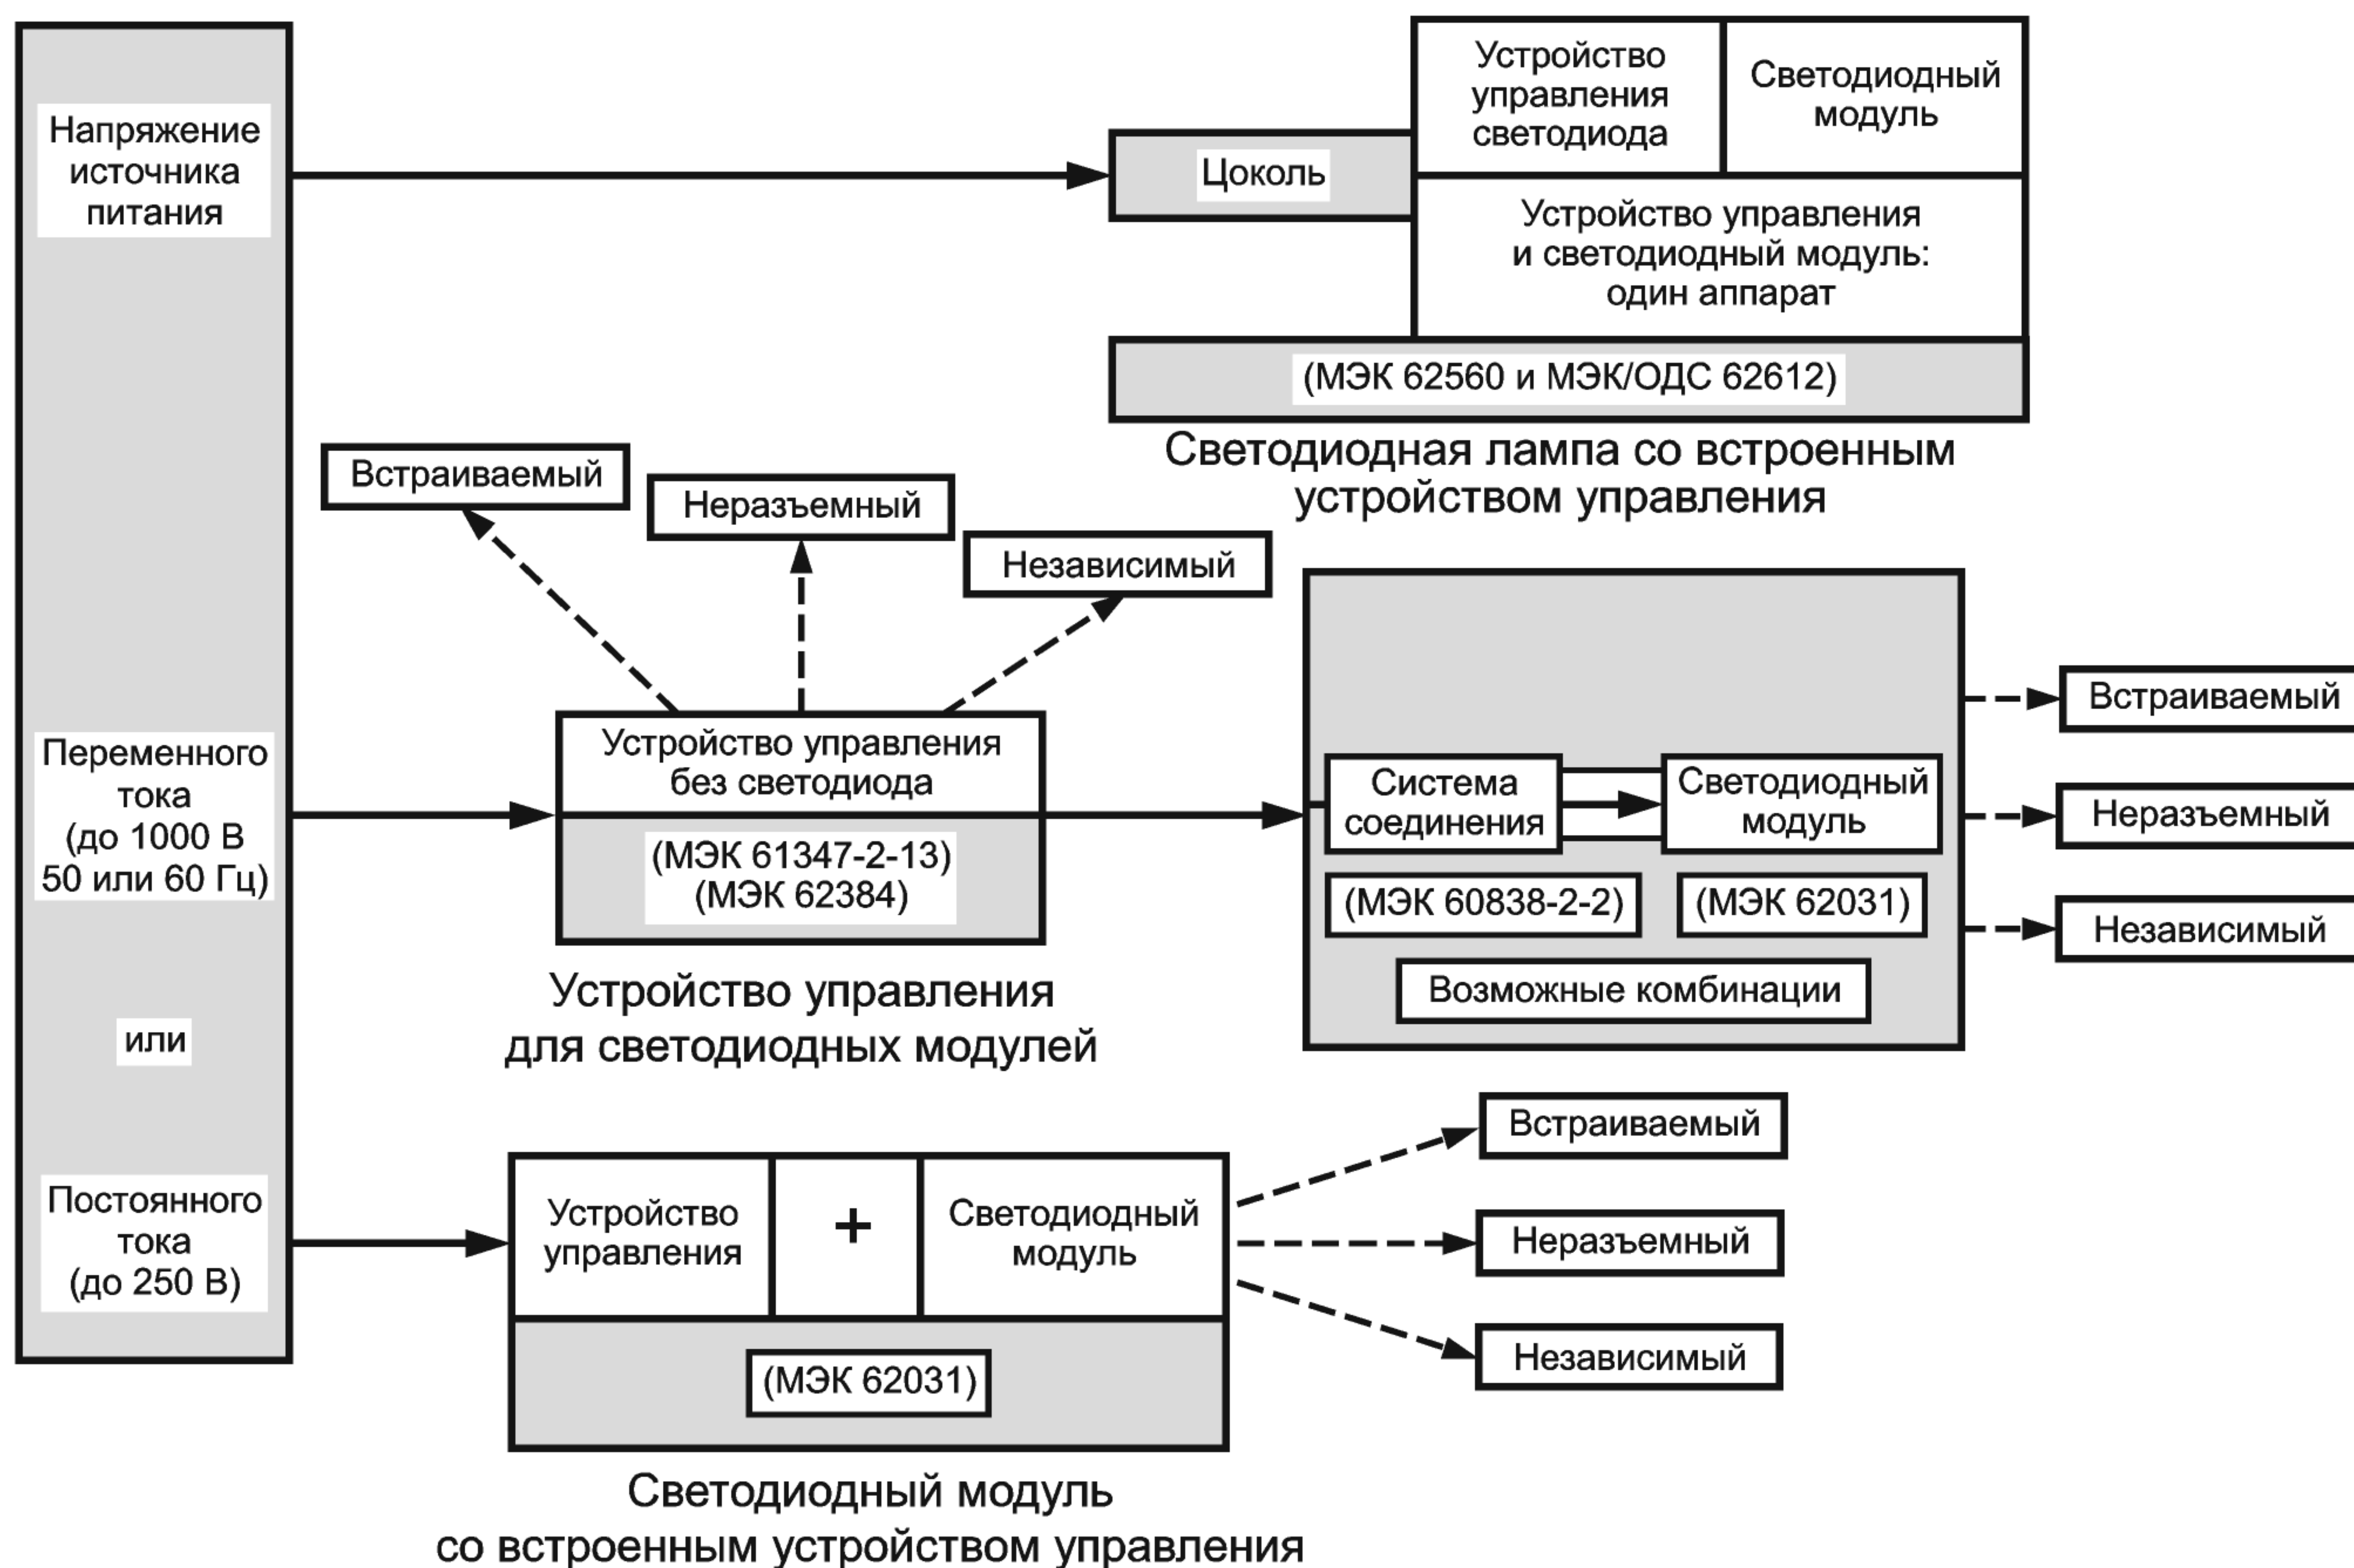 Напряжение
источника
питания
Переменного
тока
(до 1000 В
50 или 60 Гц)
или
Постоянного
тока
(до 250 В)
Цоколь
Устройство
управления
светодиода
Светодиодный
модуль
Устройство управления
и светодиодный модуль:
один аппарат
(МЭК 62560 и МЭК/ОДС 62612)
Светодиодная лампа со встроенным
устройством управления
Встраиваемый
Неразъемный
Независимый
Устройство управления
без светодиода
(МЭК 61347-2-13)
(МЭК 62384)
Устройство управления
для светодиодных модулей
Система
соединения
Светодиодный
модуль
(МЭК 60838-2-2)
(МЭК 62031)
Возможные комбинации
Встраиваемый
Неразъемный
Независимый
Устройство
управления
+
Светодиодный
модуль
(МЭК 62031)
Встраиваемый
Неразъемный
Независимый
Светодиодный модуль
со встроенным устройством управления